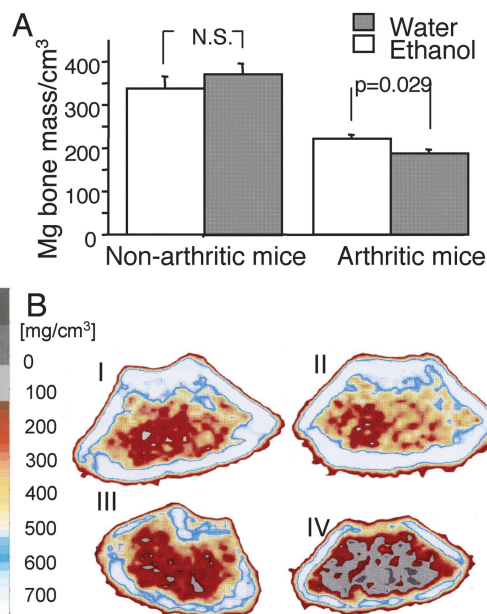 A
Water
Ethanol
N.S.
p=0.029
Mg bone mass/cm³
400
300
200
100
0
Non-arthritic mice
Arthritic mice
B
[mg/cm³]
0
100
200
300
400
500
600
700
I
II
III
IV